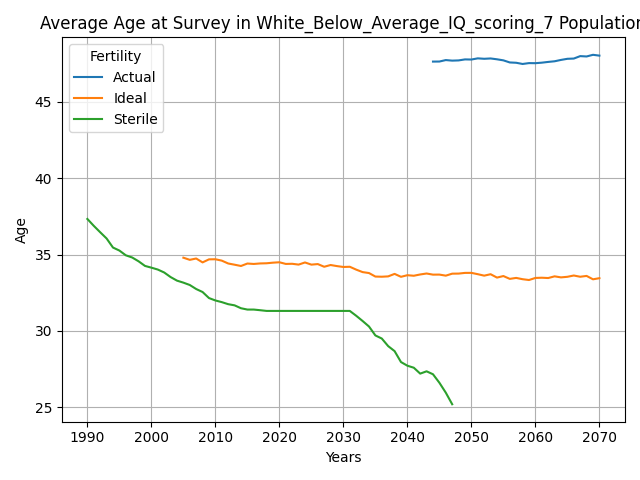 Average Age at Survey in White_Below_Average_IQ_scoring_7 Population
Fertility
Actual
Ideal
Sterile
45
40
35
30
25
Age
1990 2000 2010 2020 2030 2040 2050 2060 2070
Years